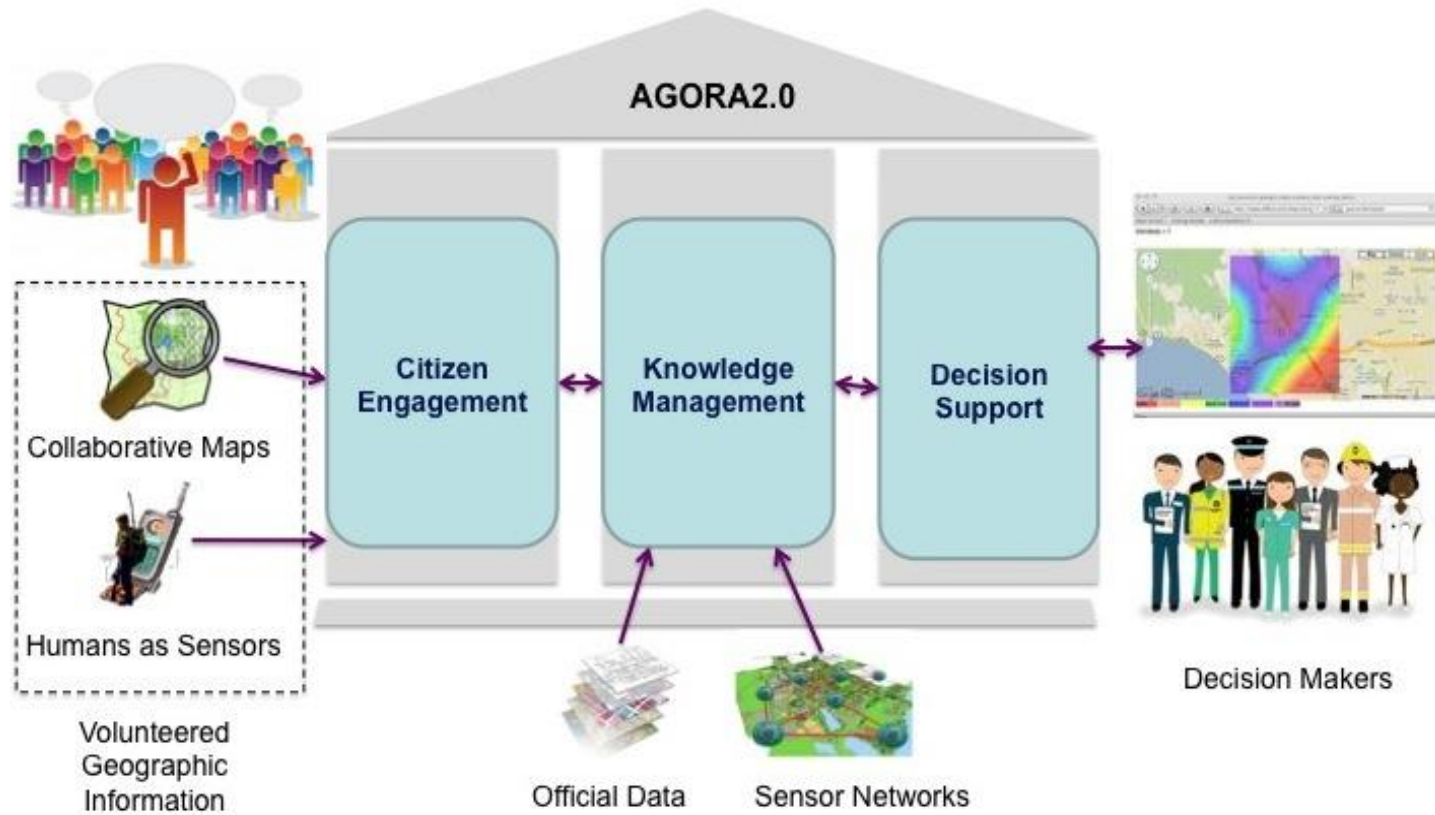 AGORA2.0
Citizen
Engagement
Knowledge
Management
Decision
Support
Collaborative Maps
Humans as Sensors
Volunteered
Geographic
Information
Official Data
Sensor Networks
Decision Makers